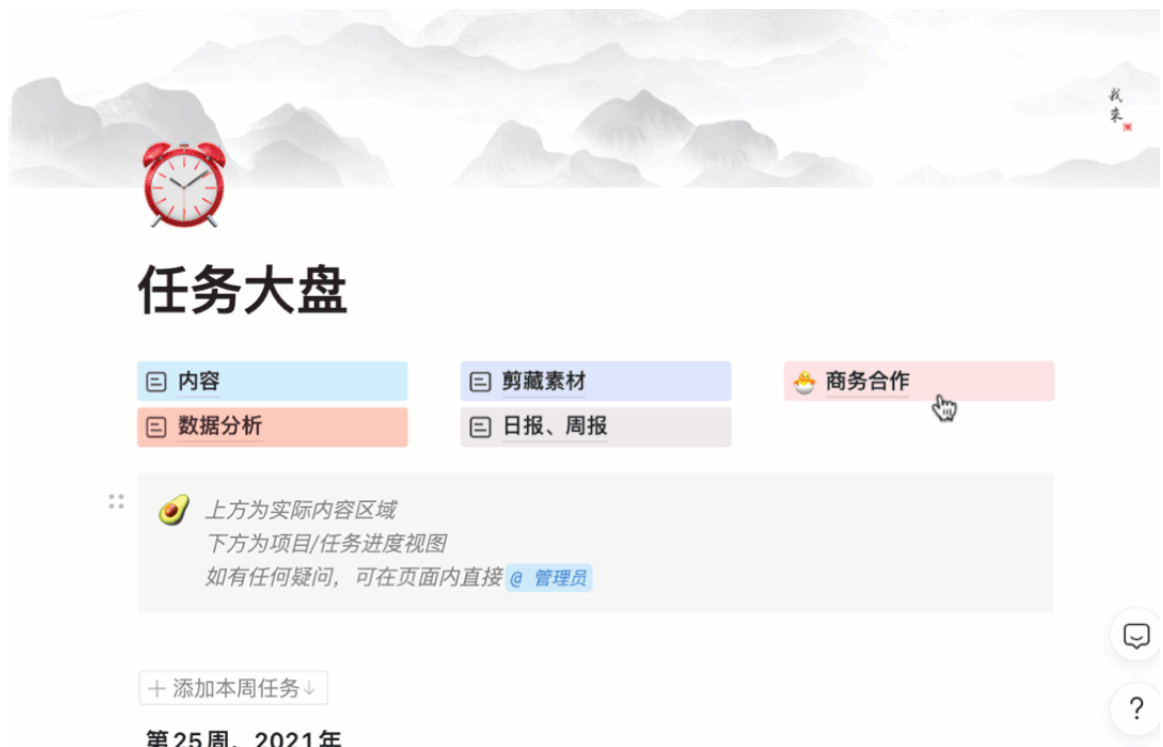 我
来
任务大盘
内容
剪藏素材
商务合作
数据分析
日报、周报
上方为实际内容区域
下方为项目/任务进度视图
如有任何疑问，可在页面内直接 @ 管理员
+ 添加本周任务↓
第25周，2021年
?